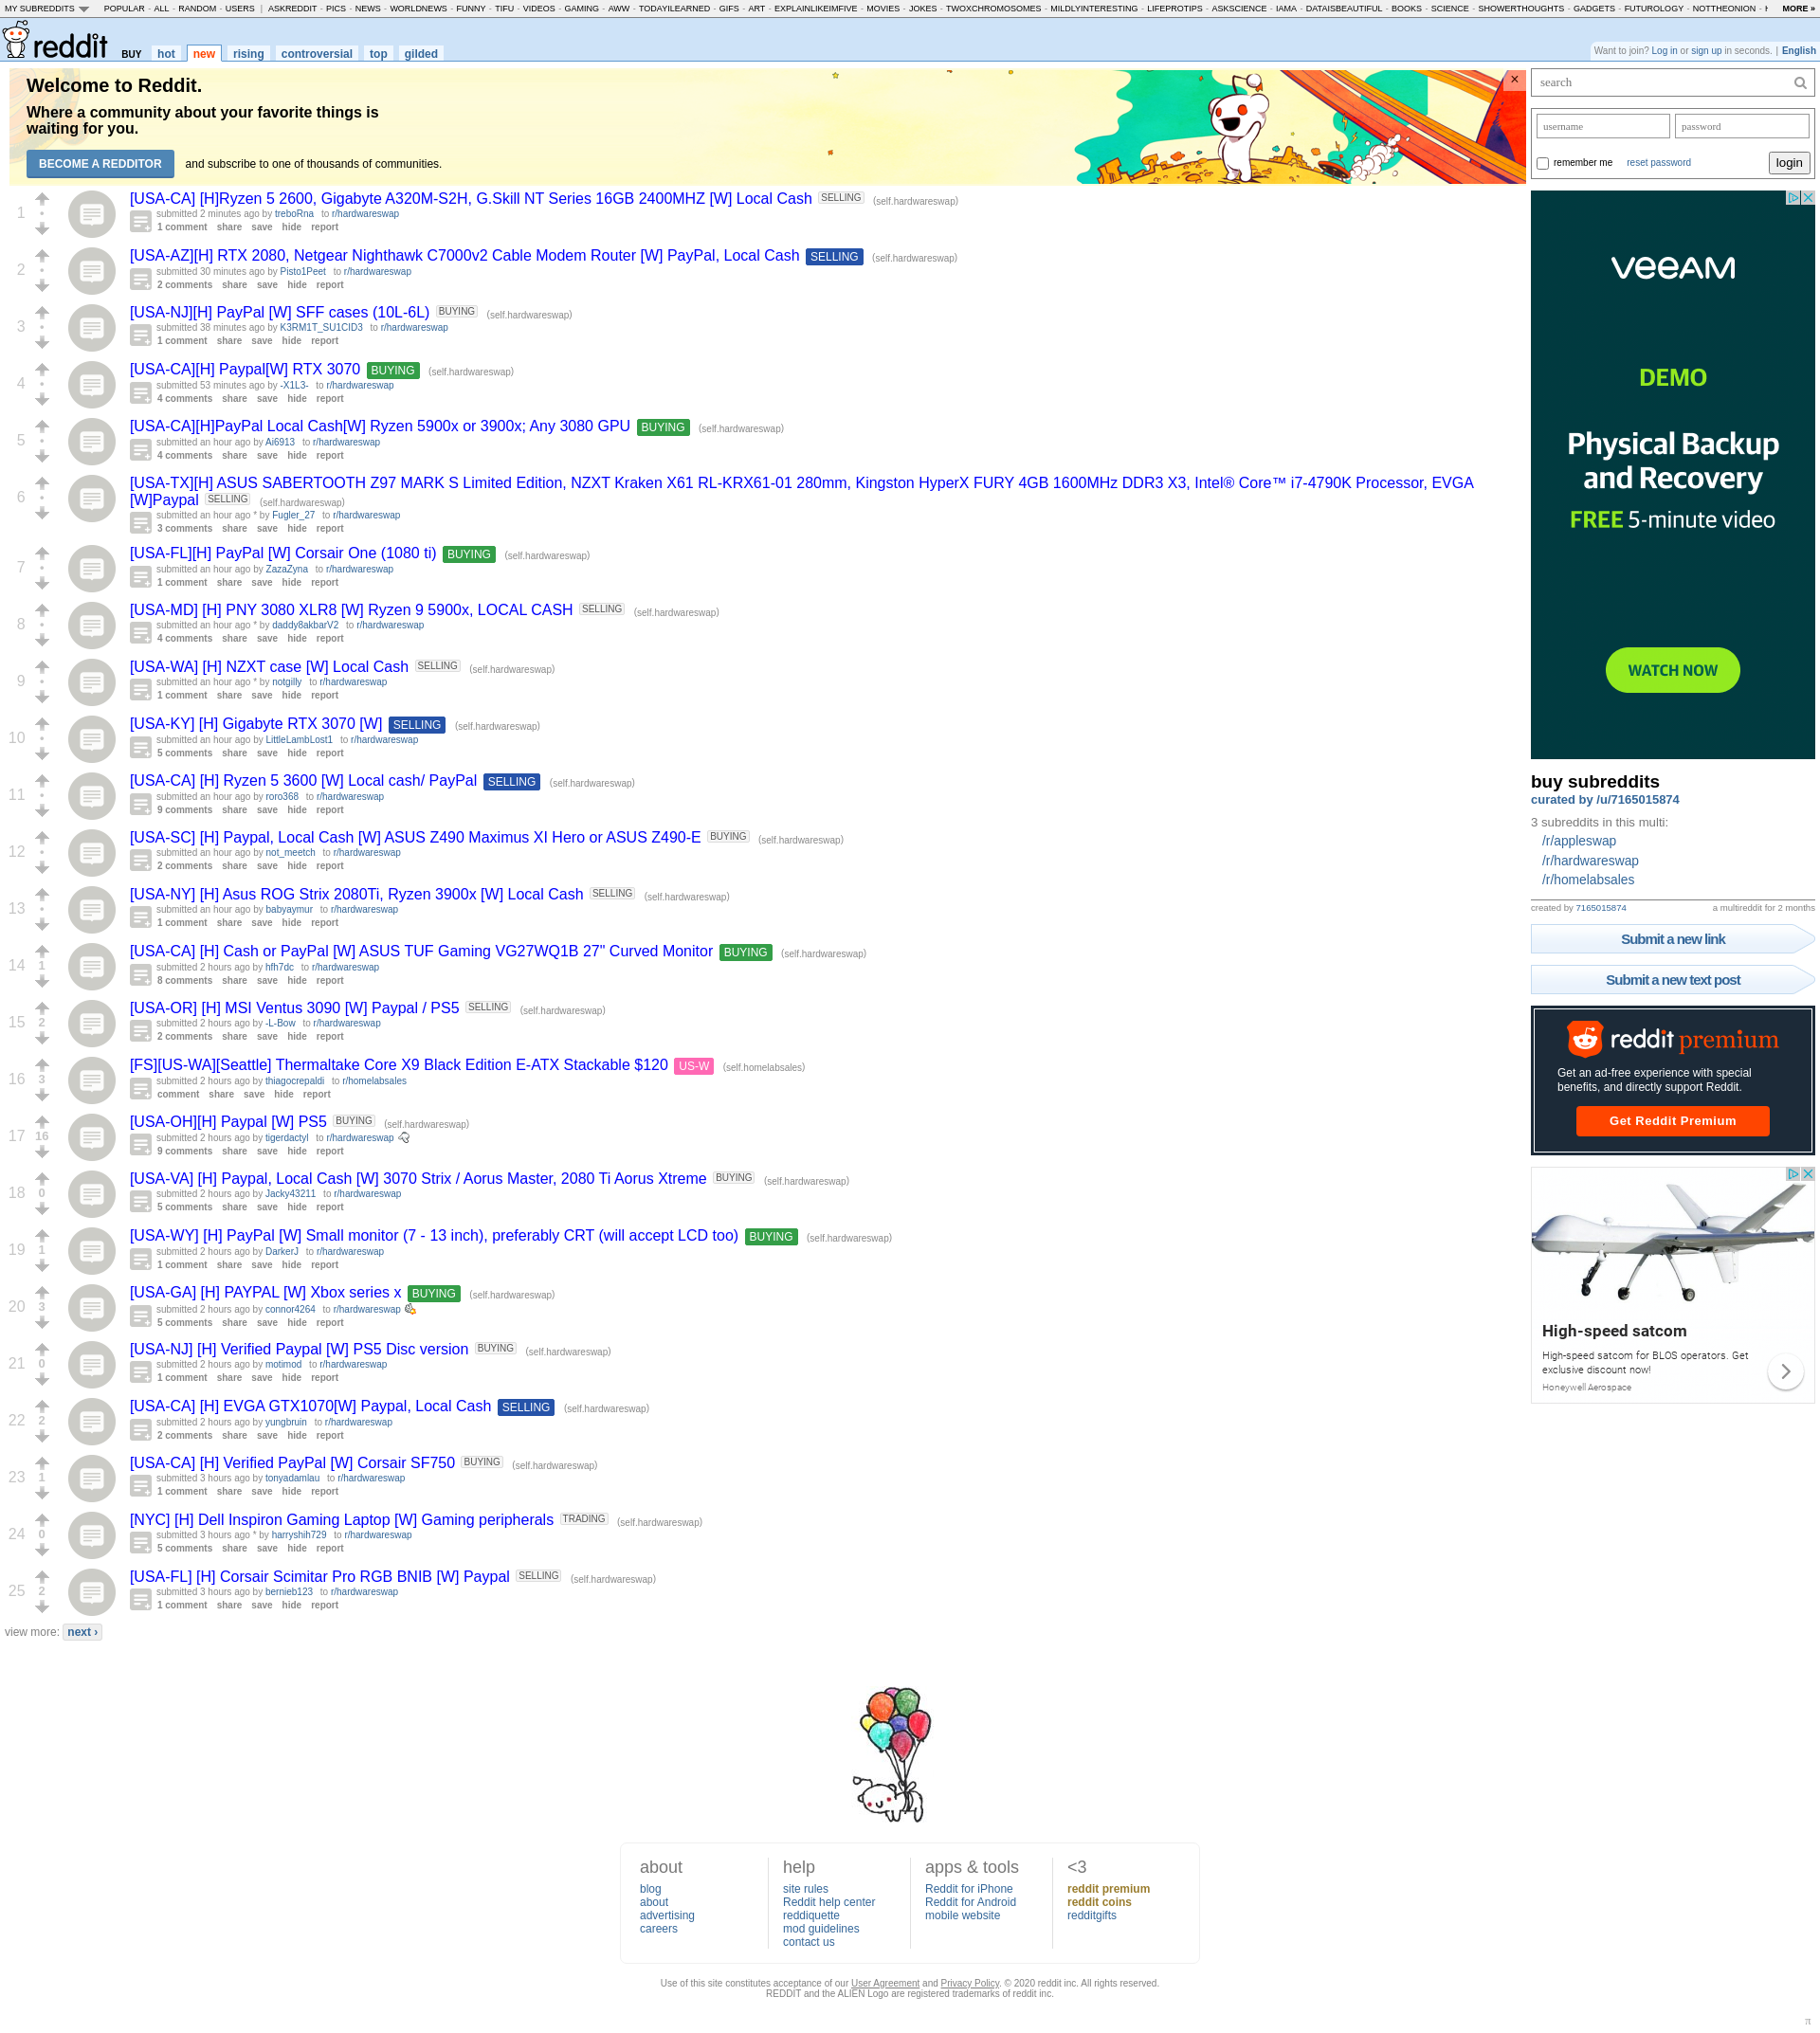 MY SUBREDDITS POPULAR - ALL - RANDOM - USERS | ASKREDDIT - PICS - NEWS - WORLDNEWS - FUNNY - TIFU - VIDEOS - GAMING - AWW - TODAYILEARNED - GIFS - ART - EXPLAINLIKEIMFIVE - MOVIES - JOKES - TWOXCHROMOSOMES - MILDLYINTERESTING - LIFEPROTIPS - ASKSCIENCE - IAMA - DATAISBEAUTIFUL - BOOKS - SCIENCE - SHOWERTHOUGHTS - GADGETS - FUTUROLOGY - NOTTHEONION - MORE »
reddit BUY hot new rising controversial top gilded
Want to join? Log in or sign up in seconds. | English
Welcome to Reddit.
Where a community about your favorite things is
waiting for you.
BECOME A REDDITOR and subscribe to one of thousands of communities.
×
1
[USA-CA] [H]Ryzen 5 2600, Gigabyte A320M-S2H, G.Skill NT Series 16GB 2400MHZ [W] Local Cash SELLING (self.hardwareswap)
submitted 2 minutes ago by treboRna to r/hardwareswap
1 comment share save hide report
2
[USA-AZ][H] RTX 2080, Netgear Nighthawk C7000v2 Cable Modem Router [W] PayPal, Local Cash SELLING (self.hardwareswap)
submitted 30 minutes ago by Pisto1Peet to r/hardwareswap
2 comments share save hide report
3
[USA-NJ][H] PayPal [W] SFF cases (10L-6L) BUYING (self.hardwareswap)
submitted 38 minutes ago by K3RM1T_SU1CID3 to r/hardwareswap
1 comment share save hide report
4
[USA-CA][H] Paypal[W] RTX 3070 BUYING (self.hardwareswap)
submitted 53 minutes ago by -X1L3- to r/hardwareswap
4 comments share save hide report
5
[USA-CA][H]PayPal Local Cash[W] Ryzen 5900x or 3900x; Any 3080 GPU BUYING (self.hardwareswap)
submitted an hour ago by Ai6913 to r/hardwareswap
4 comments share save hide report
6
[USA-TX][H] ASUS SABERTOOTH Z97 MARK S Limited Edition, NZXT Kraken X61 RL-KRX61-01 280mm, Kingston HyperX FURY 4GB 1600MHz DDR3 X3, Intel® Core™ i7-4790K Processor, EVGA
[W]Paypal SELLING (self.hardwareswap)
submitted an hour ago * by Fugler_27 to r/hardwareswap
3 comments share save hide report
7
[USA-FL][H] PayPal [W] Corsair One (1080 ti) BUYING (self.hardwareswap)
submitted an hour ago by ZazaZyna to r/hardwareswap
1 comment share save hide report
8
[USA-MD] [H] PNY 3080 XLR8 [W] Ryzen 9 5900x, LOCAL CASH SELLING (self.hardwareswap)
submitted an hour ago * by daddy8akbarV2 to r/hardwareswap
4 comments share save hide report
9
[USA-WA] [H] NZXT case [W] Local Cash SELLING (self.hardwareswap)
submitted an hour ago * by notgilly to r/hardwareswap
1 comment share save hide report
10
[USA-KY] [H] Gigabyte RTX 3070 [W] SELLING (self.hardwareswap)
submitted an hour ago by LittleLambLost1 to r/hardwareswap
5 comments share save hide report
11
[USA-CA] [H] Ryzen 5 3600 [W] Local cash/ PayPal SELLING (self.hardwareswap)
submitted an hour ago by roro368 to r/hardwareswap
9 comments share save hide report
12
[USA-SC] [H] Paypal, Local Cash [W] ASUS Z490 Maximus XI Hero or ASUS Z490-E BUYING (self.hardwareswap)
submitted an hour ago by not_meetch to r/hardwareswap
2 comments share save hide report
13
[USA-NY] [H] Asus ROG Strix 2080Ti, Ryzen 3900x [W] Local Cash SELLING (self.hardwareswap)
submitted an hour ago by babyaymur to r/hardwareswap
1 comment share save hide report
14 1
[USA-CA] [H] Cash or PayPal [W] ASUS TUF Gaming VG27WQ1B 27" Curved Monitor BUYING (self.hardwareswap)
submitted 2 hours ago by hfh7dc to r/hardwareswap
8 comments share save hide report
15 2
[USA-OR] [H] MSI Ventus 3090 [W] Paypal / PS5 SELLING (self.hardwareswap)
submitted 2 hours ago by -L-Bow to r/hardwareswap
2 comments share save hide report
16 3
[FS][US-WA][Seattle] Thermaltake Core X9 Black Edition E-ATX Stackable $120 US-W (self.homelabsales)
submitted 2 hours ago by thiagocrepaldi to r/homelabsales
comment share save hide report
17 16
[USA-OH][H] Paypal [W] PS5 BUYING (self.hardwareswap)
submitted 2 hours ago by tigerdactyl to r/hardwareswap
9 comments share save hide report
18 0
[USA-VA] [H] Paypal, Local Cash [W] 3070 Strix / Aorus Master, 2080 Ti Aorus Xtreme BUYING (self.hardwareswap)
submitted 2 hours ago by Jacky43211 to r/hardwareswap
5 comments share save hide report
19 1
[USA-WY] [H] PayPal [W] Small monitor (7 - 13 inch), preferably CRT (will accept LCD too) BUYING (self.hardwareswap)
submitted 2 hours ago by DarkerJ to r/hardwareswap
1 comment share save hide report
20 3
[USA-GA] [H] PAYPAL [W] Xbox series x BUYING (self.hardwareswap)
submitted 2 hours ago by connor4264 to r/hardwareswap
5 comments share save hide report
21 0
[USA-NJ] [H] Verified Paypal [W] PS5 Disc version BUYING (self.hardwareswap)
submitted 2 hours ago by motimod to r/hardwareswap
1 comment share save hide report
22 2
[USA-CA] [H] EVGA GTX1070[W] Paypal, Local Cash SELLING (self.hardwareswap)
submitted 2 hours ago by yungbruin to r/hardwareswap
2 comments share save hide report
23 1
[USA-CA] [H] Verified PayPal [W] Corsair SF750 BUYING (self.hardwareswap)
submitted 3 hours ago by tonyadamlau to r/hardwareswap
1 comment share save hide report
24 0
[NYC] [H] Dell Inspiron Gaming Laptop [W] Gaming peripherals TRADING (self.hardwareswap)
submitted 3 hours ago * by harryshih729 to r/hardwareswap
5 comments share save hide report
25 2
[USA-FL] [H] Corsair Scimitar Pro RGB BNIB [W] Paypal SELLING (self.hardwareswap)
submitted 3 hours ago by bernieb123 to r/hardwareswap
1 comment share save hide report
view more: next ›
search
username password
remember me reset password login
veeam
DEMO
Physical Backup
and Recovery
FREE 5-minute video
WATCH NOW
buy subreddits
curated by /u/7165015874
3 subreddits in this multi:
/r/appleswap
/r/hardwareswap
/r/homelabsales
created by 7165015874 a multireddit for 2 months
Submit a new link
Submit a new text post
reddit premium
Get an ad-free experience with special
benefits, and directly support Reddit.
Get Reddit Premium
High-speed satcom
High-speed satcom for BLOS operators. Get
exclusive discount now!
Honeywell Aerospace
about help apps & tools <3
blog site rules Reddit for iPhone reddit premium
about Reddit help center Reddit for Android reddit coins
advertising reddiquette mobile website redditgifts
careers mod guidelines
contact us
Use of this site constitutes acceptance of our User Agreement and Privacy Policy. © 2020 reddit inc. All rights reserved.
REDDIT and the ALIEN Logo are registered trademarks of reddit inc.
π